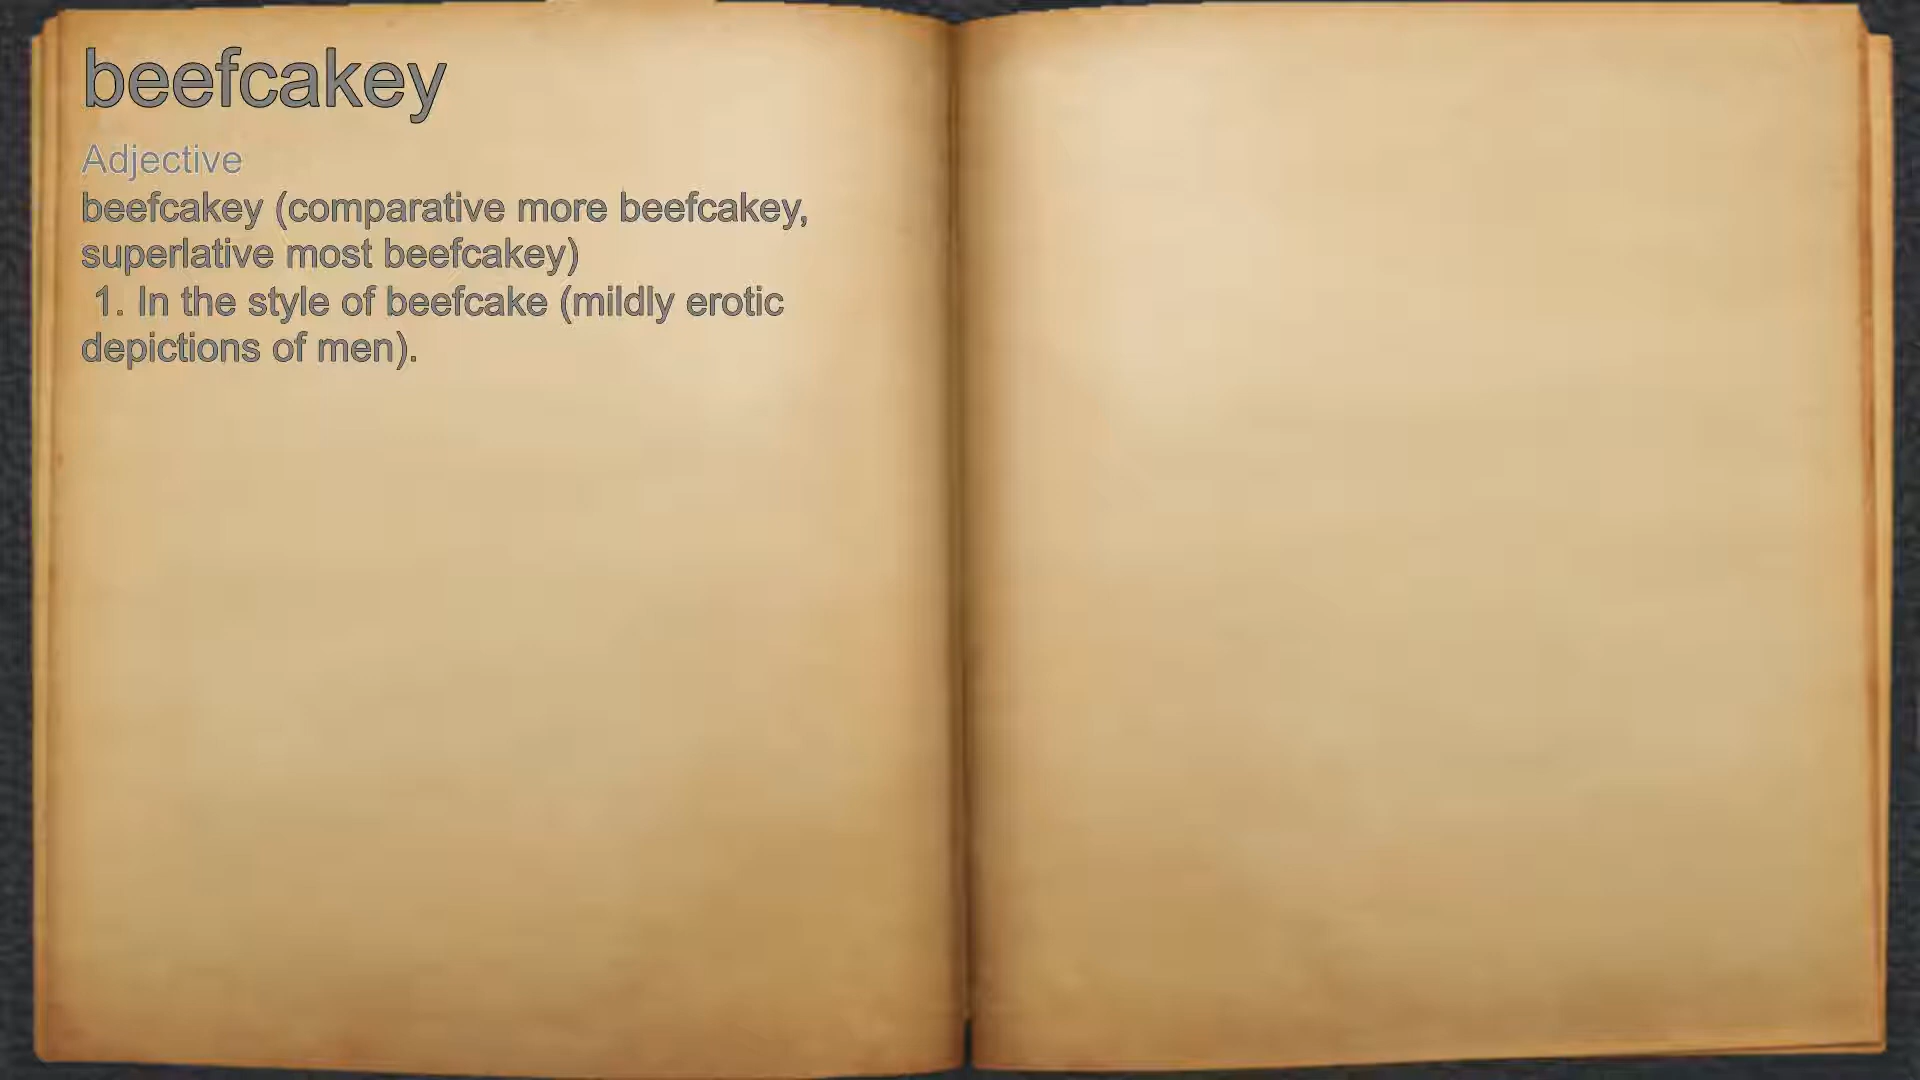 beefcakey
Adjective
beefcakey (comparative more beefcakey,
superlative most beefcakey)
1. In the style of beefcake (mildly erotic
depictions of men).